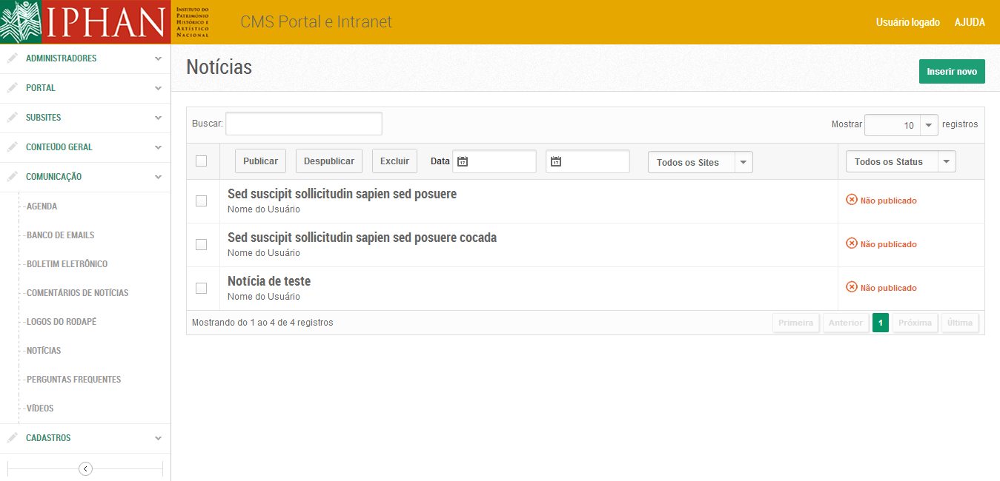 IPHAN
INSTITUTO DO
PATRIMÔNIO
HISTÓRICO E
ARTÍSTICO
NACIONAL
CMS Portal e Intranet
Usuário logado AJUDA
ADMINISTRADORES
PORTAL
SUBSITES
CONTEÚDO GERAL
COMUNICAÇÃO
AGENDA
BANCO DE EMAILS
BOLETIM ELETRÔNICO
COMENTÁRIOS DE NOTÍCIAS
LOGOS DO RODAPÉ
NOTÍCIAS
PERGUNTAS FREQUENTES
VÍDEOS
CADASTROS
Notícias
Inserir novo
Buscar:
Mostrar 10 registros
Publicar Despublicar Excluir Data 17 17 Todos os Sites Todos os Status
Sed suscipit sollicitudin sapien sed posuere
Nome do Usuário
Não publicado
Sed suscipit sollicitudin sapien sed posuere cocada
Nome do Usuário
Não publicado
Notícia de teste
Nome do Usuário
Não publicado
Mostrando do 1 ao 4 de 4 registros
Primeira Anterior 1 Próxima Última